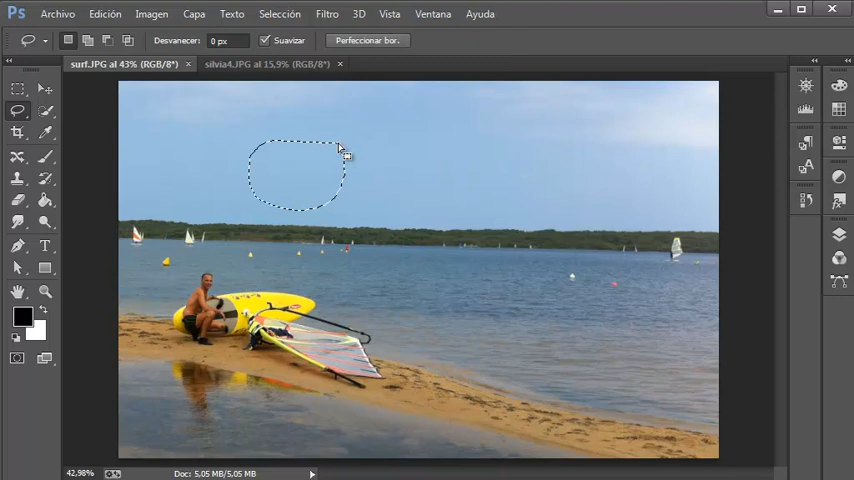 Ps Archivo Edición Imagen Capa Texto Selección Filtro 3D Vista Ventana Ayuda
Desvanecer: 0 px Suavizar Perfeccionar bor.
surf.JPG al 43% (RGB/8*) × silvia4.JPG al 15,9% (RGB/8*) ×
42,98% Doc: 5,05 MB/5,05 MB